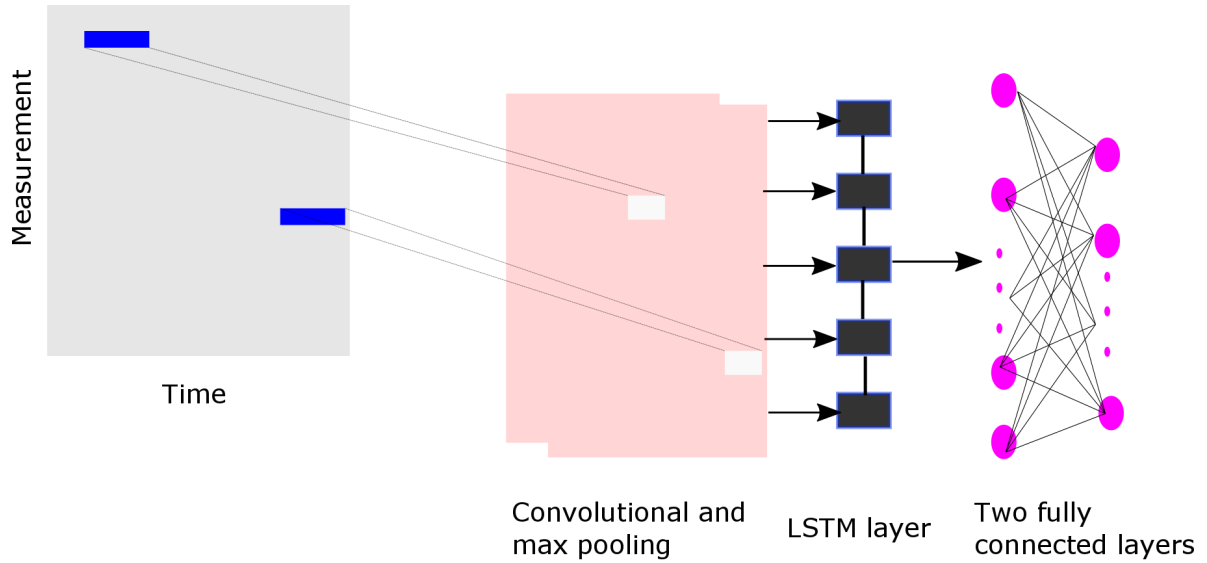 Measurement
Time
Convolutional and
max pooling
LSTM layer
Two fully
connected layers